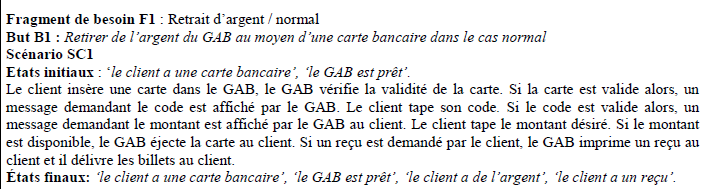 Fragment de besoin F1 : Retrait d’argent / normal
But B1 : Retirer de l’argent du GAB au moyen d’une carte bancaire dans le cas normal
Scénario SC1
Etats initiaux : ‘le client a une carte bancaire’, ‘le GAB est prêt’.
Le client insère une carte dans le GAB, le GAB vérifie la validité de la carte. Si la carte est valide alors, un
message demandant le code est affiché par le GAB. Le client tape son code. Si le code est valide alors, un
message demandant le montant est affiché par le GAB au client. Le client tape le montant désiré. Si le montant
est disponible, le GAB éjecte la carte au client. Si un reçu est demandé par le client, le GAB imprime un reçu au
client et il délivre les billets au client.
États finaux: ‘le client a une carte bancaire’, ‘le GAB est prêt’, ‘le client a de l’argent’, ‘le client a un reçu’.